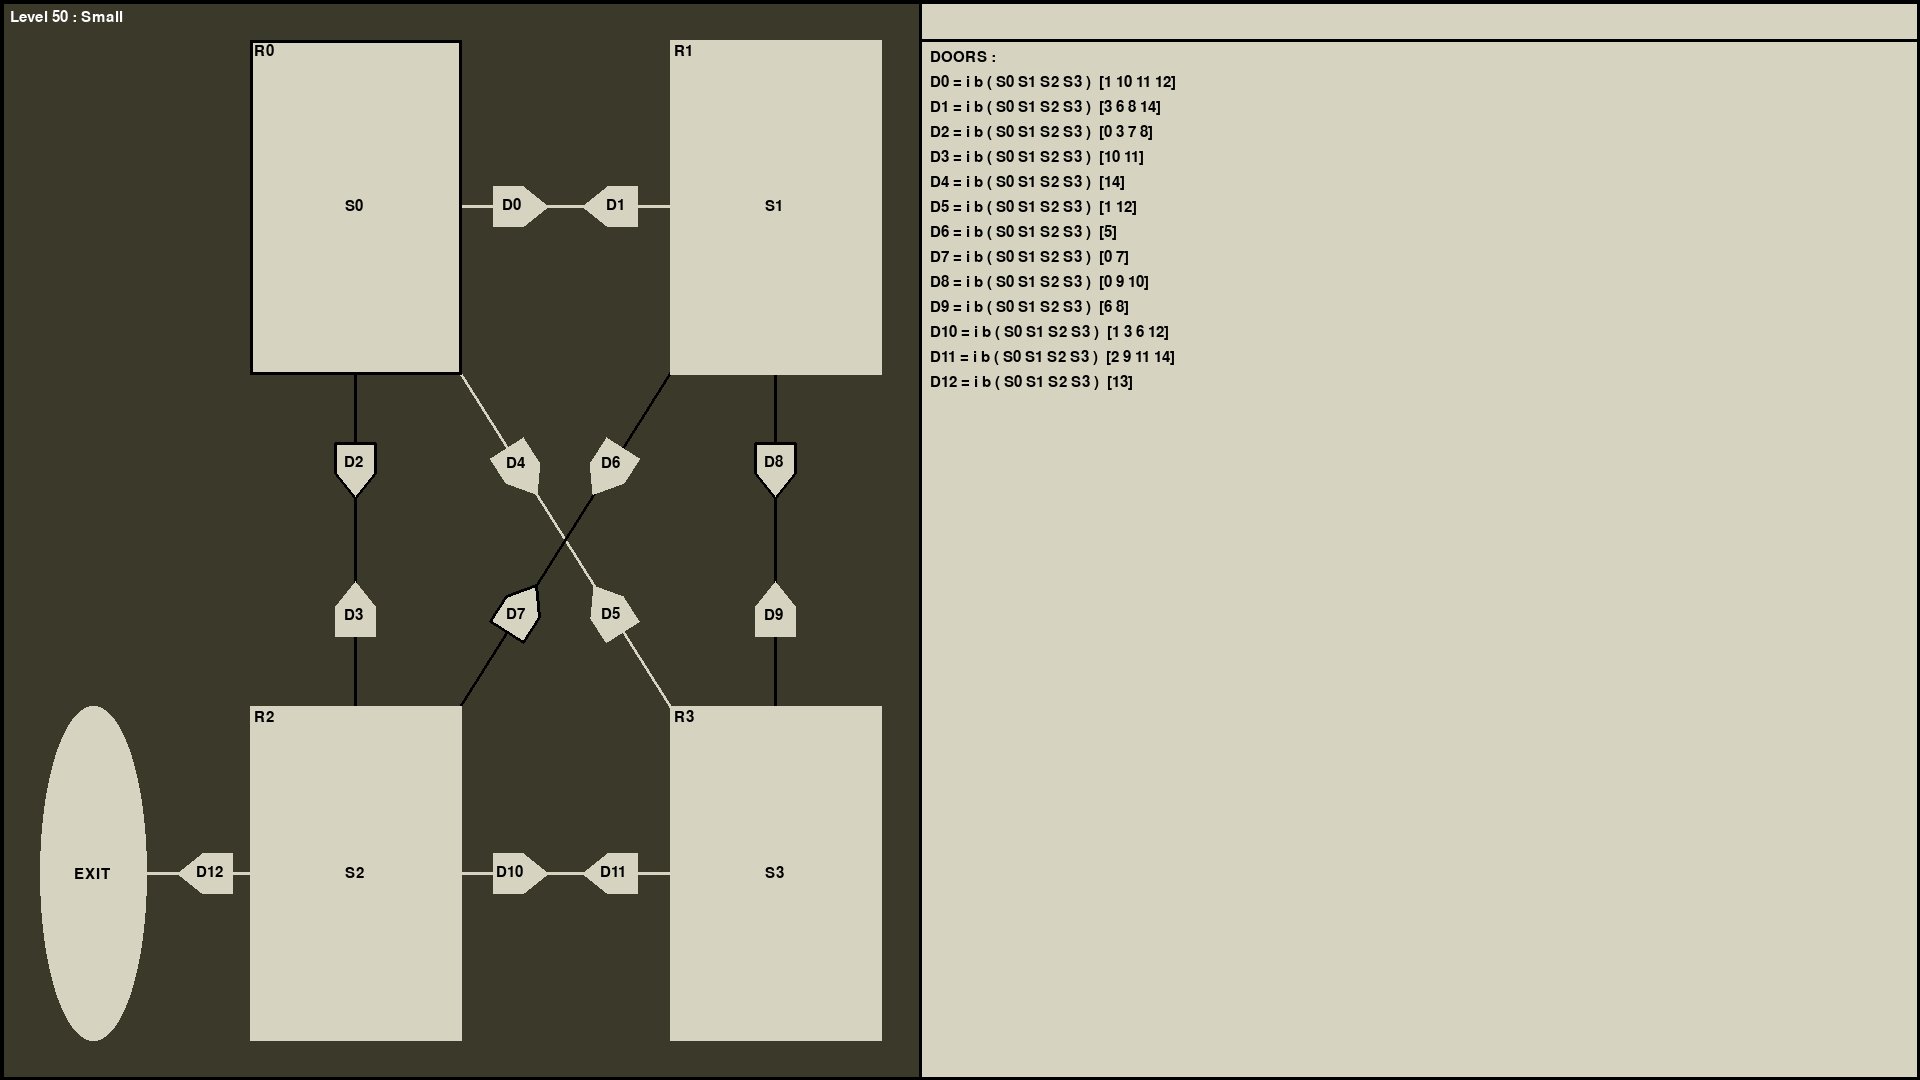 Level 50 : Small
R0
R1
S0
D0
D1
S1
D2
D4
D6
D8
D3
D7
D5
D9
R2
R3
EXIT
D12
S2
D10
D11
S3
DOORS :
D0 = i b ( S0 S1 S2 S3 ) [1 10 11 12]
D1 = i b ( S0 S1 S2 S3 ) [3 6 8 14]
D2 = i b ( S0 S1 S2 S3 ) [0 3 7 8]
D3 = i b ( S0 S1 S2 S3 ) [10 11]
D4 = i b ( S0 S1 S2 S3 ) [14]
D5 = i b ( S0 S1 S2 S3 ) [1 12]
D6 = i b ( S0 S1 S2 S3 ) [5]
D7 = i b ( S0 S1 S2 S3 ) [0 7]
D8 = i b ( S0 S1 S2 S3 ) [0 9 10]
D9 = i b ( S0 S1 S2 S3 ) [6 8]
D10 = i b ( S0 S1 S2 S3 ) [1 3 6 12]
D11 = i b ( S0 S1 S2 S3 ) [2 9 11 14]
D12 = i b ( S0 S1 S2 S3 ) [13]